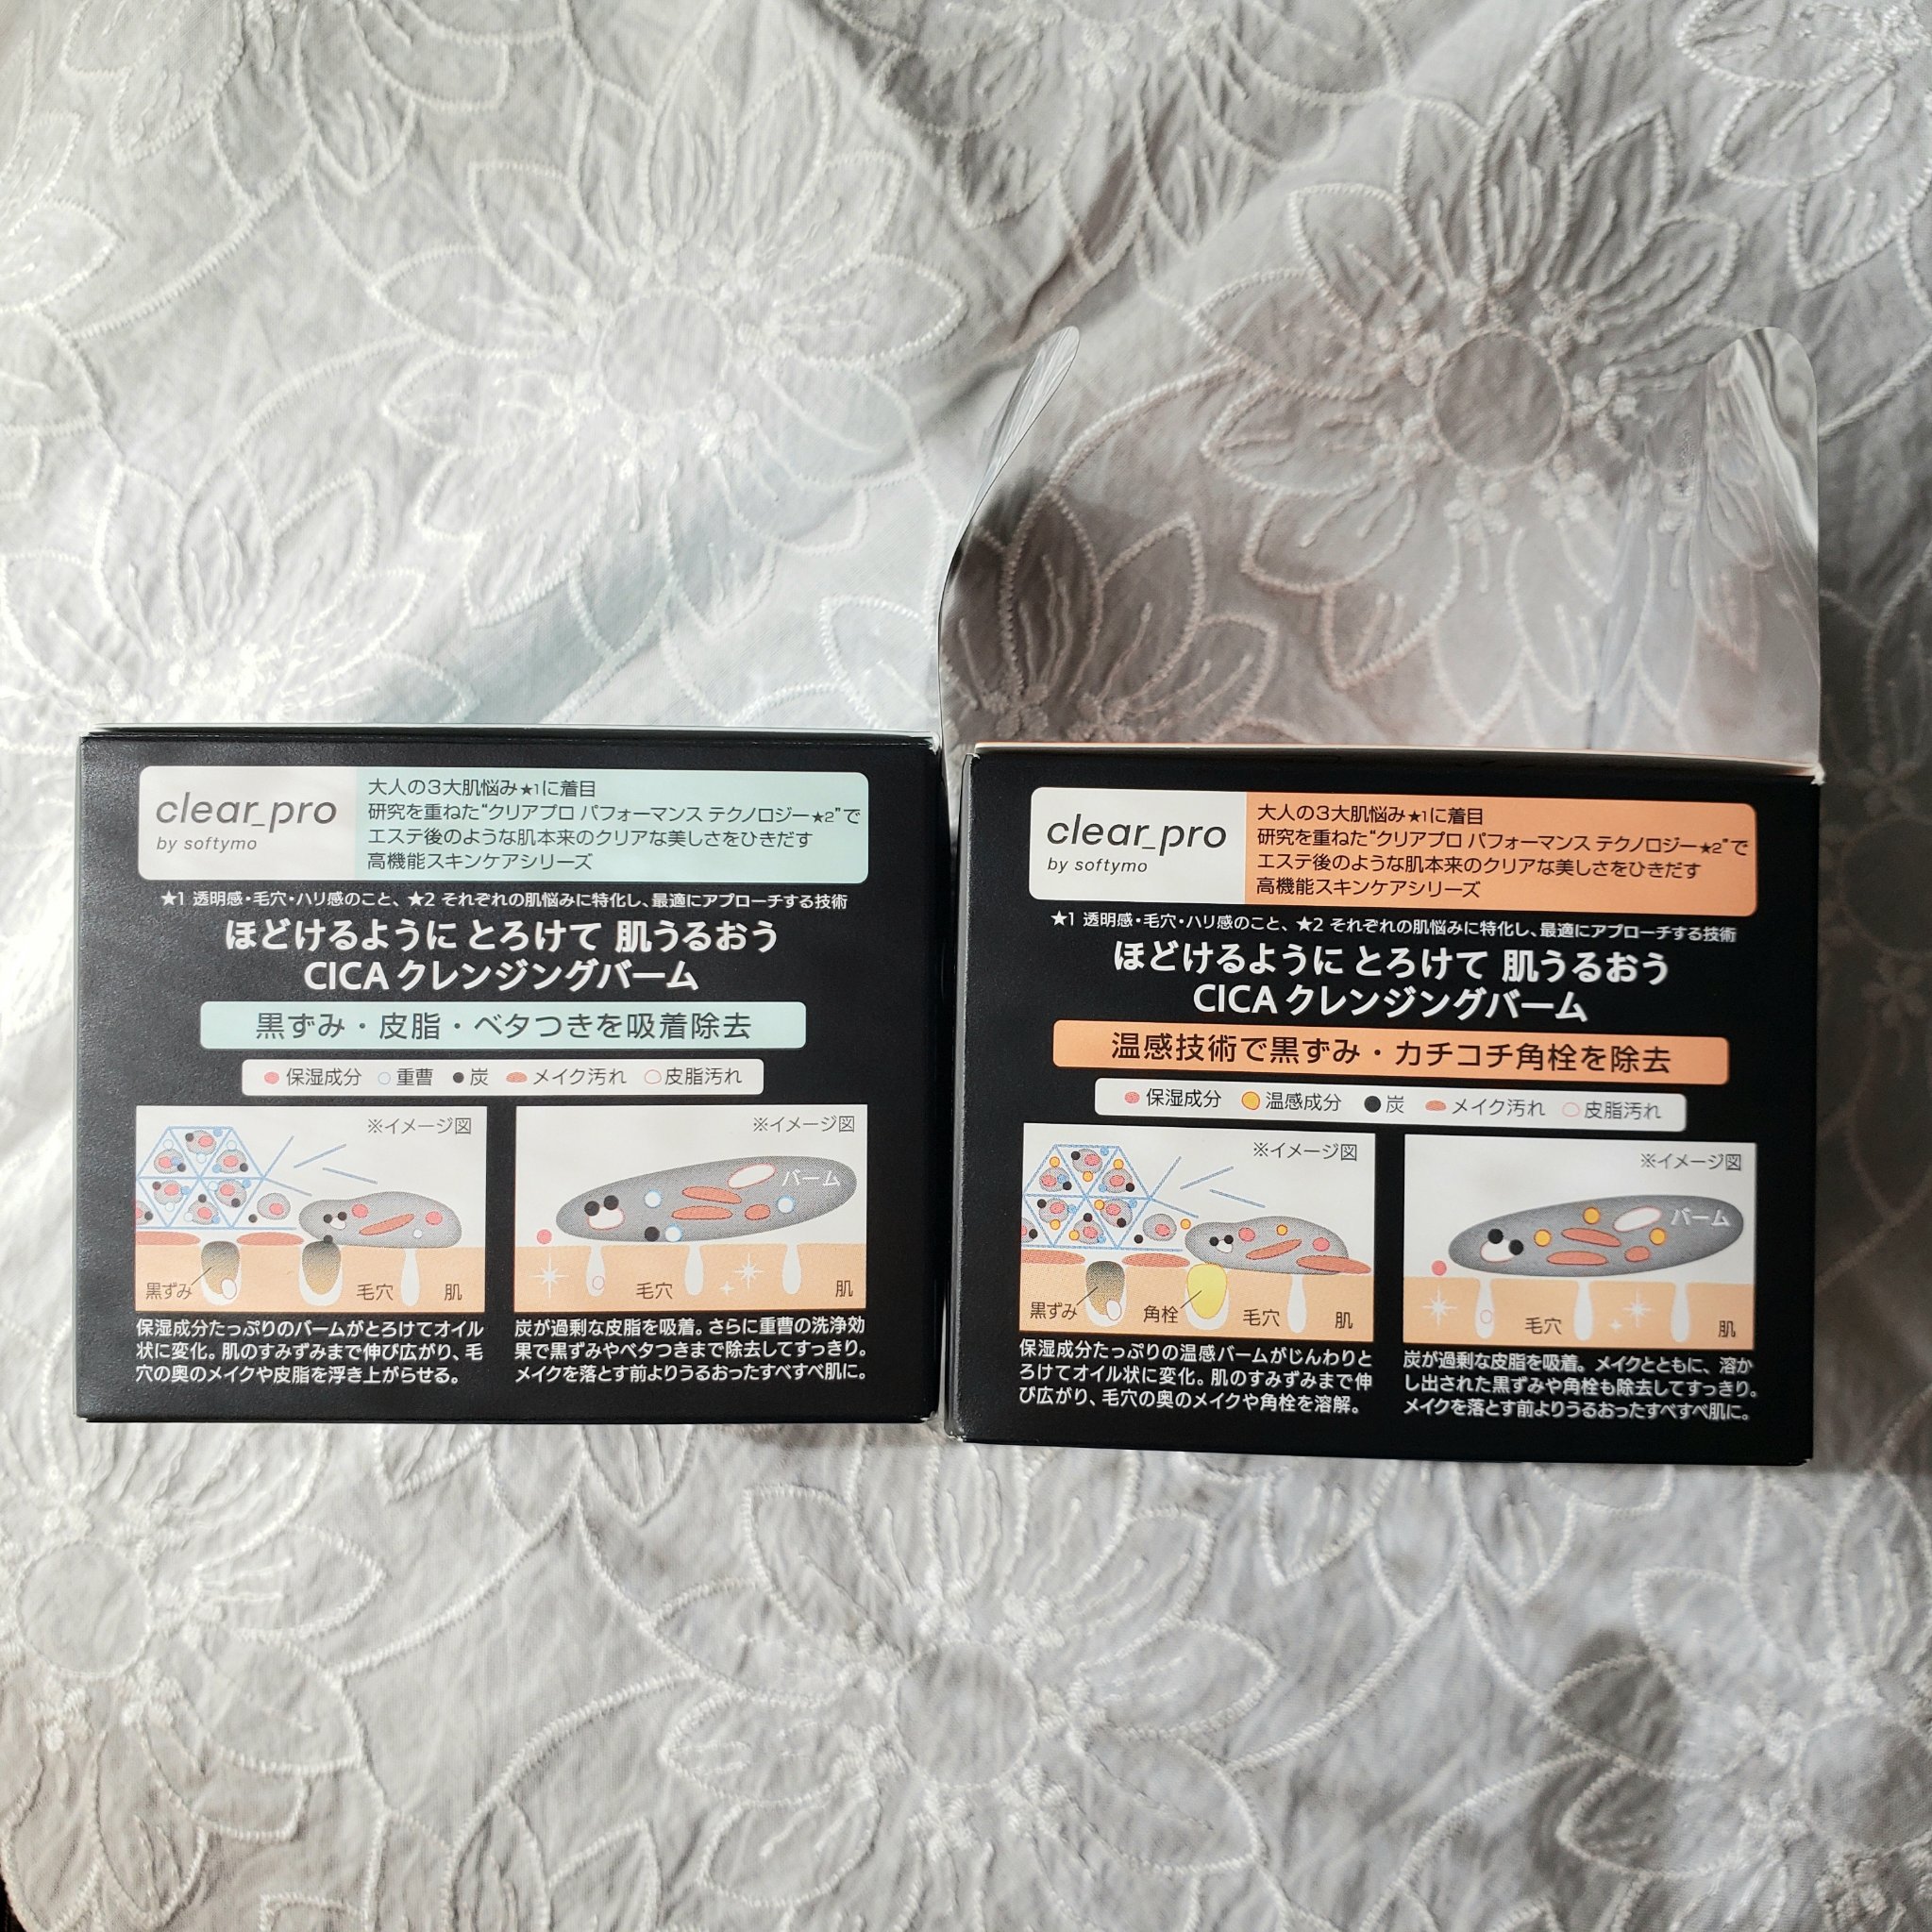 clear_pro
by softymo
大人の3大肌悩み★1に着目
研究を重ねた“クリアプロ パフォーマンス テクノロジー★2”で
エステ後のような肌本来のクリアな美しさをひきだす
高機能スキンケアシリーズ
★1 透明感・毛穴・ハリ感のこと、★2 それぞれの肌悩みに特化し、最適にアプローチする技術
ほどけるように とろけて 肌うるおう
CICA クレンジングバーム
黒ずみ・皮脂・ベタつきを吸着除去
保湿成分 重曹 炭 メイク汚れ 皮脂汚れ
※イメージ図
黒ずみ 毛穴 肌
保湿成分たっぷりのバームがとろけてオイル
状に変化。肌のすみずみまで伸び広がり、毛
穴の奥のメイクや皮脂を浮き上がらせる。
※イメージ図
バーム
毛穴 肌
炭が過剰な皮脂を吸着。さらに重曹の洗浄効
果で黒ずみやベタつきまで除去してすっきり。
メイクを落とす前よりうるおったすべすべ肌に。
clear_pro
by softymo
大人の3大肌悩み★1に着目
研究を重ねた“クリアプロ パフォーマンス テクノロジー★2”で
エステ後のような肌本来のクリアな美しさをひきだす
高機能スキンケアシリーズ
★1 透明感・毛穴・ハリ感のこと、★2 それぞれの肌悩みに特化し、最適にアプローチする技術
ほどけるように とろけて 肌うるおう
CICA クレンジングバーム
温感技術で黒ずみ・カチコチ角栓を除去
保湿成分 温感成分 炭 メイク汚れ 皮脂汚れ
※イメージ図
黒ずみ 角栓 毛穴 肌
保湿成分たっぷりの温感バームがじんわりと
ろけてオイル状に変化。肌のすみずみまで伸
び広がり、毛穴の奥のメイクや角栓を溶解。
※イメージ図
バーム
毛穴 肌
炭が過剰な皮脂を吸着。メイクとともに、溶か
し出された黒ずみや角栓も除去してすっきり。
メイクを落とす前よりうるおったすべすべ肌に。